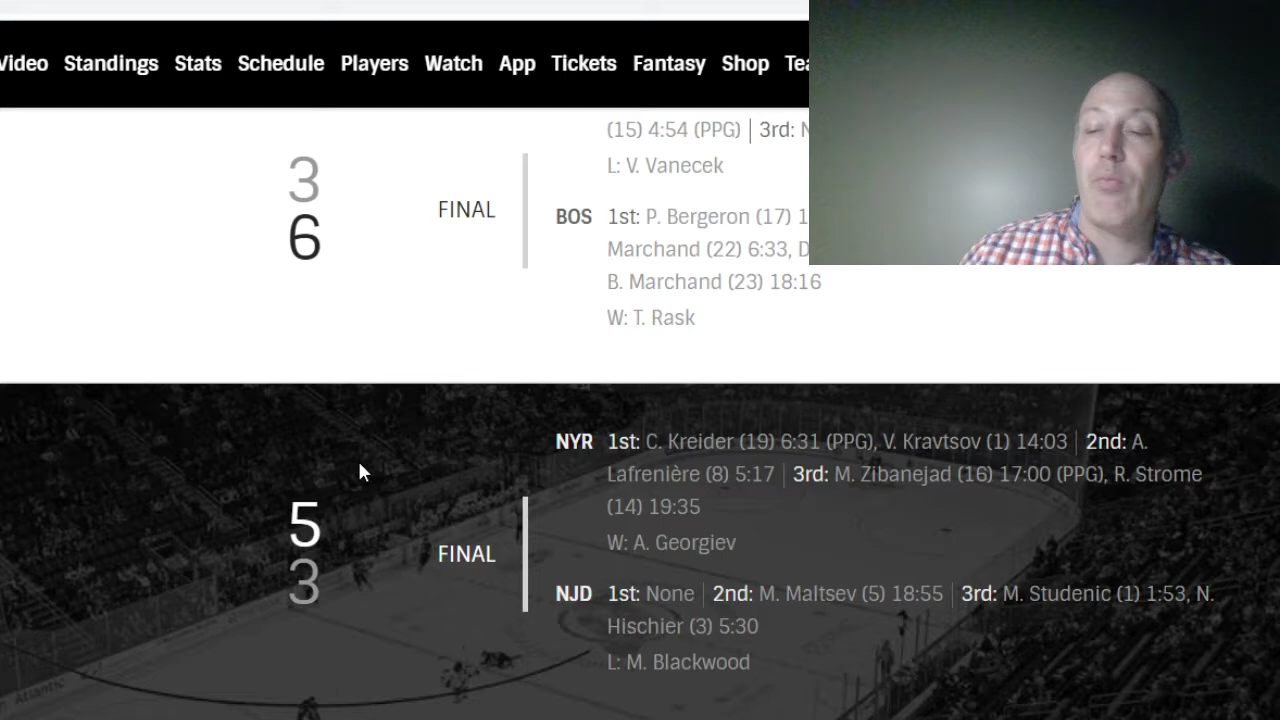 Video Standings Stats Schedule Players Watch App Tickets Fantasy Shop
(15) 4:54 (PPG) | 3rd:
3
L: V. Vanecek
6
FINAL
BOS 1st: P. Bergeron (17)
Marchand (22) 6:33,
B. Marchand (23) 18:16
W: T. Rask
NYR 1st: C. Kreider (19) 6:31 (PPG), V. Kravtsov (1) 14:03 | 2nd: A.
Lafrenière (8) 5:17 | 3rd: M. Zibanejad (16) 17:00 (PPG), R. Strome
(14) 19:35
5
FINAL
3
W: A. Georgiev
NJD 1st: None | 2nd: M. Maltsev (5) 18:55 | 3rd: M. Studenic (1) 1:53, N.
Hischier (3) 5:30
L: M. Blackwood
Atlantic